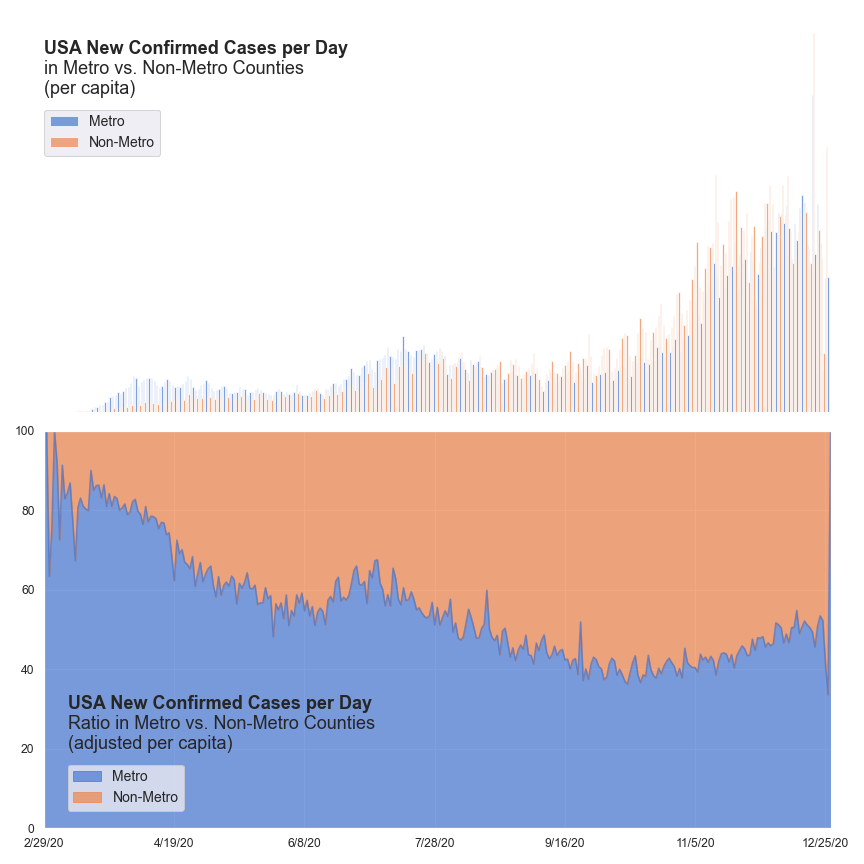 USA New Confirmed Cases per Day
in Metro vs. Non-Metro Counties
(per capita)
Metro
Non-Metro
100
80
60
40
20
0
USA New Confirmed Cases per Day
Ratio in Metro vs. Non-Metro Counties
(adjusted per capita)
Metro
Non-Metro
2/29/20 4/19/20 6/8/20 7/28/20 9/16/20 11/5/20 12/25/20